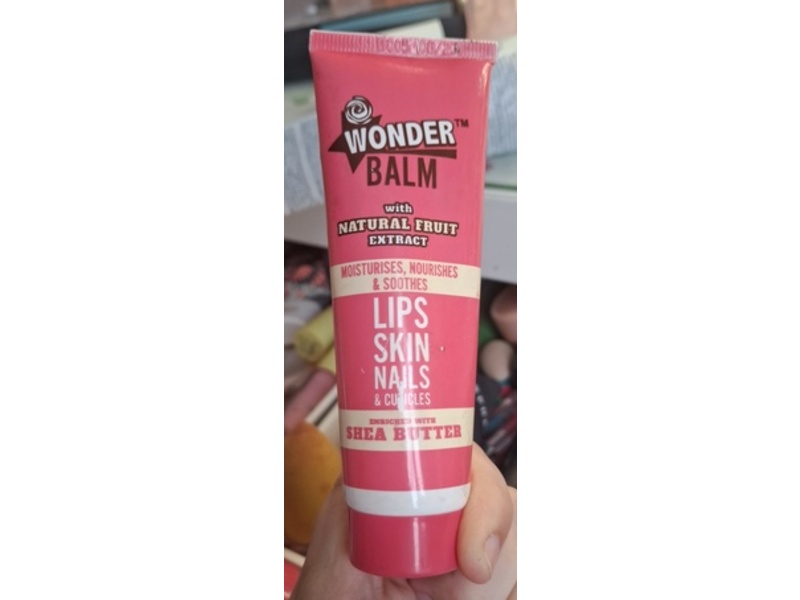 WONDER™
BALM
with
NATURAL FRUIT
EXTRACT
MOISTURISES, NOURISHES
& SOOTHES
LIPS
SKIN
NAILS
& CUTICLES
ENRICHED WITH
SHEA BUTTER